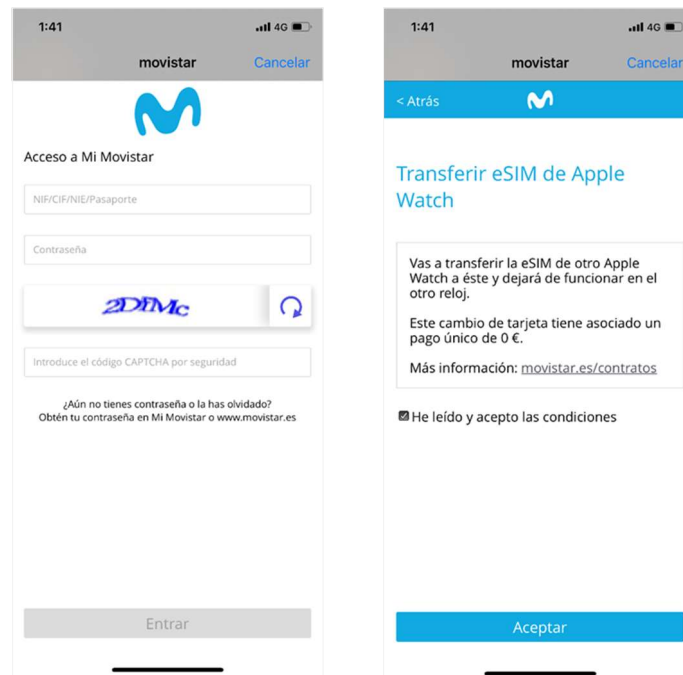 1:41
4G
movistar
Cancelar
Acceso a Mi Movistar
NIF/CIF/NIE/Pasaporte
Contraseña
Introduce el código CAPTCHA por seguridad
¿Aún no tienes contraseña o la has olvidado?
Obtén tu contraseña en Mi Movistar o www.movistar.es
Entrar
1:41
4G
movistar
Cancelar
< Atrás
Transferir eSIM de Apple
Watch
Vas a transferir la eSIM de otro Apple
Watch a éste y dejará de funcionar en el
otro reloj.
Este cambio de tarjeta tiene asociado un
pago único de 0 €.
Más información: movistar.es/contratos
He leído y acepto las condiciones
Aceptar